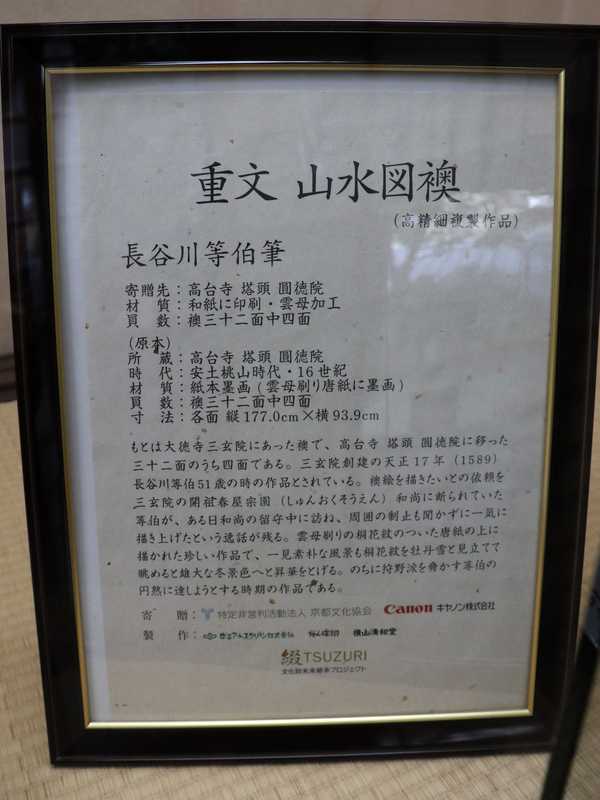 重文 山水図襖
(高精細複製作品)
長谷川等伯筆
寄贈先：高台寺 塔頭 圓徳院
材　質：和紙に印刷・雲母加工
員　数：襖三十二面中四面
(原本)
所　蔵：高台寺 塔頭 圓徳院
時　代：安土桃山時代・16世紀
材　質：紙本墨画(雲母刷り唐紙に墨画)
員　数：襖三十二面中四面
寸　法：各面 縦177.0cm×横93.9cm
もとは大徳寺三玄院にあった襖で、高台寺 塔頭 圓徳院に移った
三十二面のうち四面である。三玄院創建の天正17年（1589）
長谷川等伯51歳の時の作品とされている。襖絵を描きたいとの依頼を
三玄院の開祖春屋宗園（しゅんおくそうえん）和尚に断られていた
等伯が、ある日和尚の留守中に訪ね、周囲の制止も聞かずに一気に
描き上げたという逸話が残る。雲母刷りの桐花紋のついた唐紙の上に
描かれた珍しい作品で、一見素朴な風景も桐花紋を牡丹雪と見立てて
眺めると雄大な冬景色へと昇華をとげる。のちに狩野派を脅かす等伯の
円熟に達しようとする時期の作品である。
寄　贈：特定非営利活動法人 京都文化協会 Canon キヤノン株式会社
製　作：横山清和堂
綴TSUZURI
文化財未来継承プロジェクト